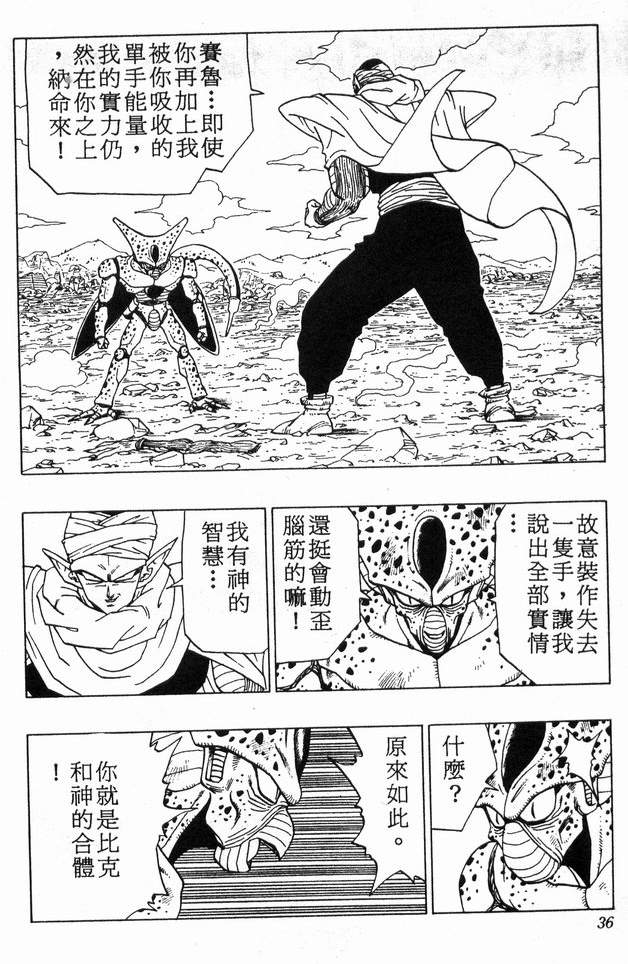 賽魯…即使
你再加上我
被你吸收的
單手能量，
我的實力仍
然在你之上
，納命來！
故意裝作失去
一隻手，讓我
說出全部實情
…
還挺會動歪
腦筋的嘛！
我有神的
智慧…
什麼？
原來如此。
你就是比克
和神的合體
！
36